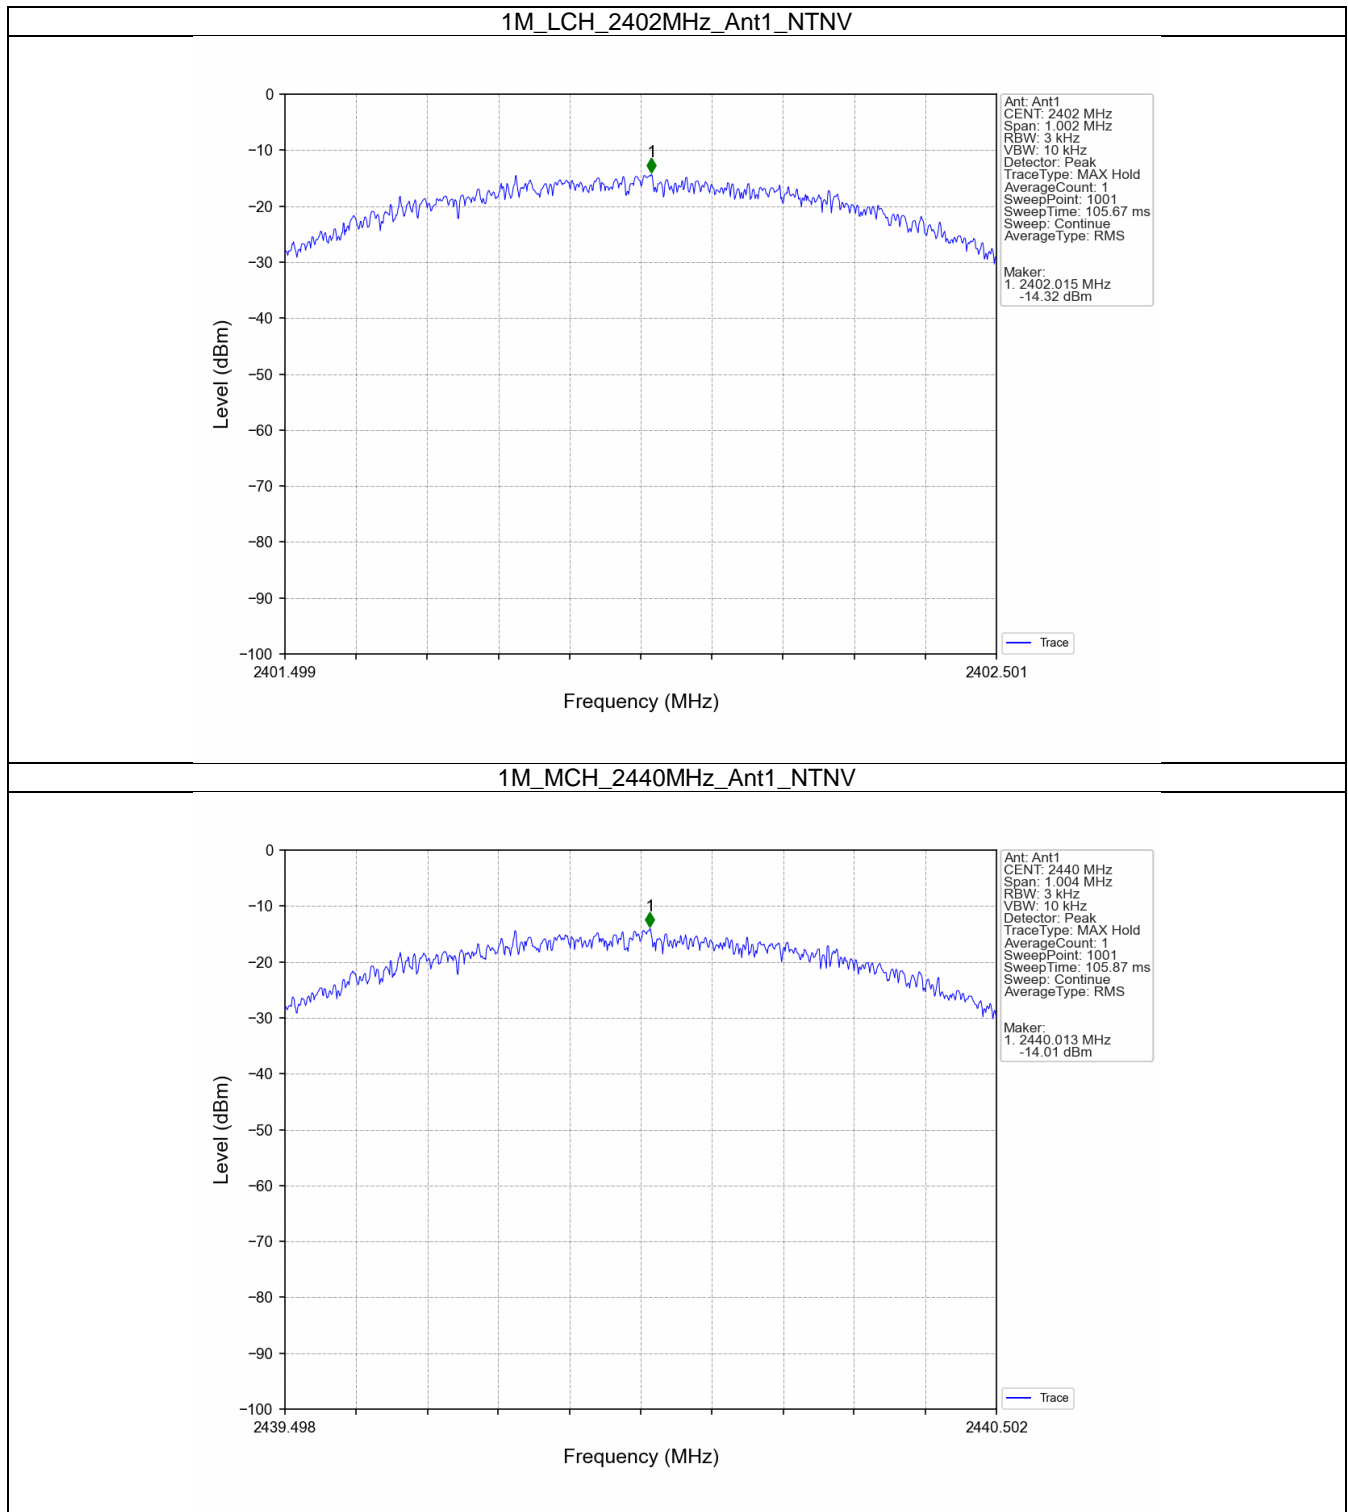 1M_LCH_2402MHz_Ant1_NTNV
0
−10
−20
−30
−40
−50
−60
−70
−80
−90
−100
Level (dBm)
1
2401.499
2402.501
Frequency (MHz)
Ant: Ant1
CENT: 2402 MHz
Span: 1.002 MHz
RBW: 3 kHz
VBW: 10 kHz
Detector: Peak
TraceType: MAX Hold
AverageCount: 1
SweepPoint: 1001
SweepTime: 105.67 ms
Sweep: Continue
AverageType: RMS
Maker:
1. 2402.015 MHz
-14.32 dBm
Trace
1M_MCH_2440MHz_Ant1_NTNV
0
−10
−20
−30
−40
−50
−60
−70
−80
−90
−100
Level (dBm)
1
2439.498
2440.502
Frequency (MHz)
Ant: Ant1
CENT: 2440 MHz
Span: 1.004 MHz
RBW: 3 kHz
VBW: 10 kHz
Detector: Peak
TraceType: MAX Hold
AverageCount: 1
SweepPoint: 1001
SweepTime: 105.87 ms
Sweep: Continue
AverageType: RMS
Maker:
1. 2440.013 MHz
-14.01 dBm
Trace